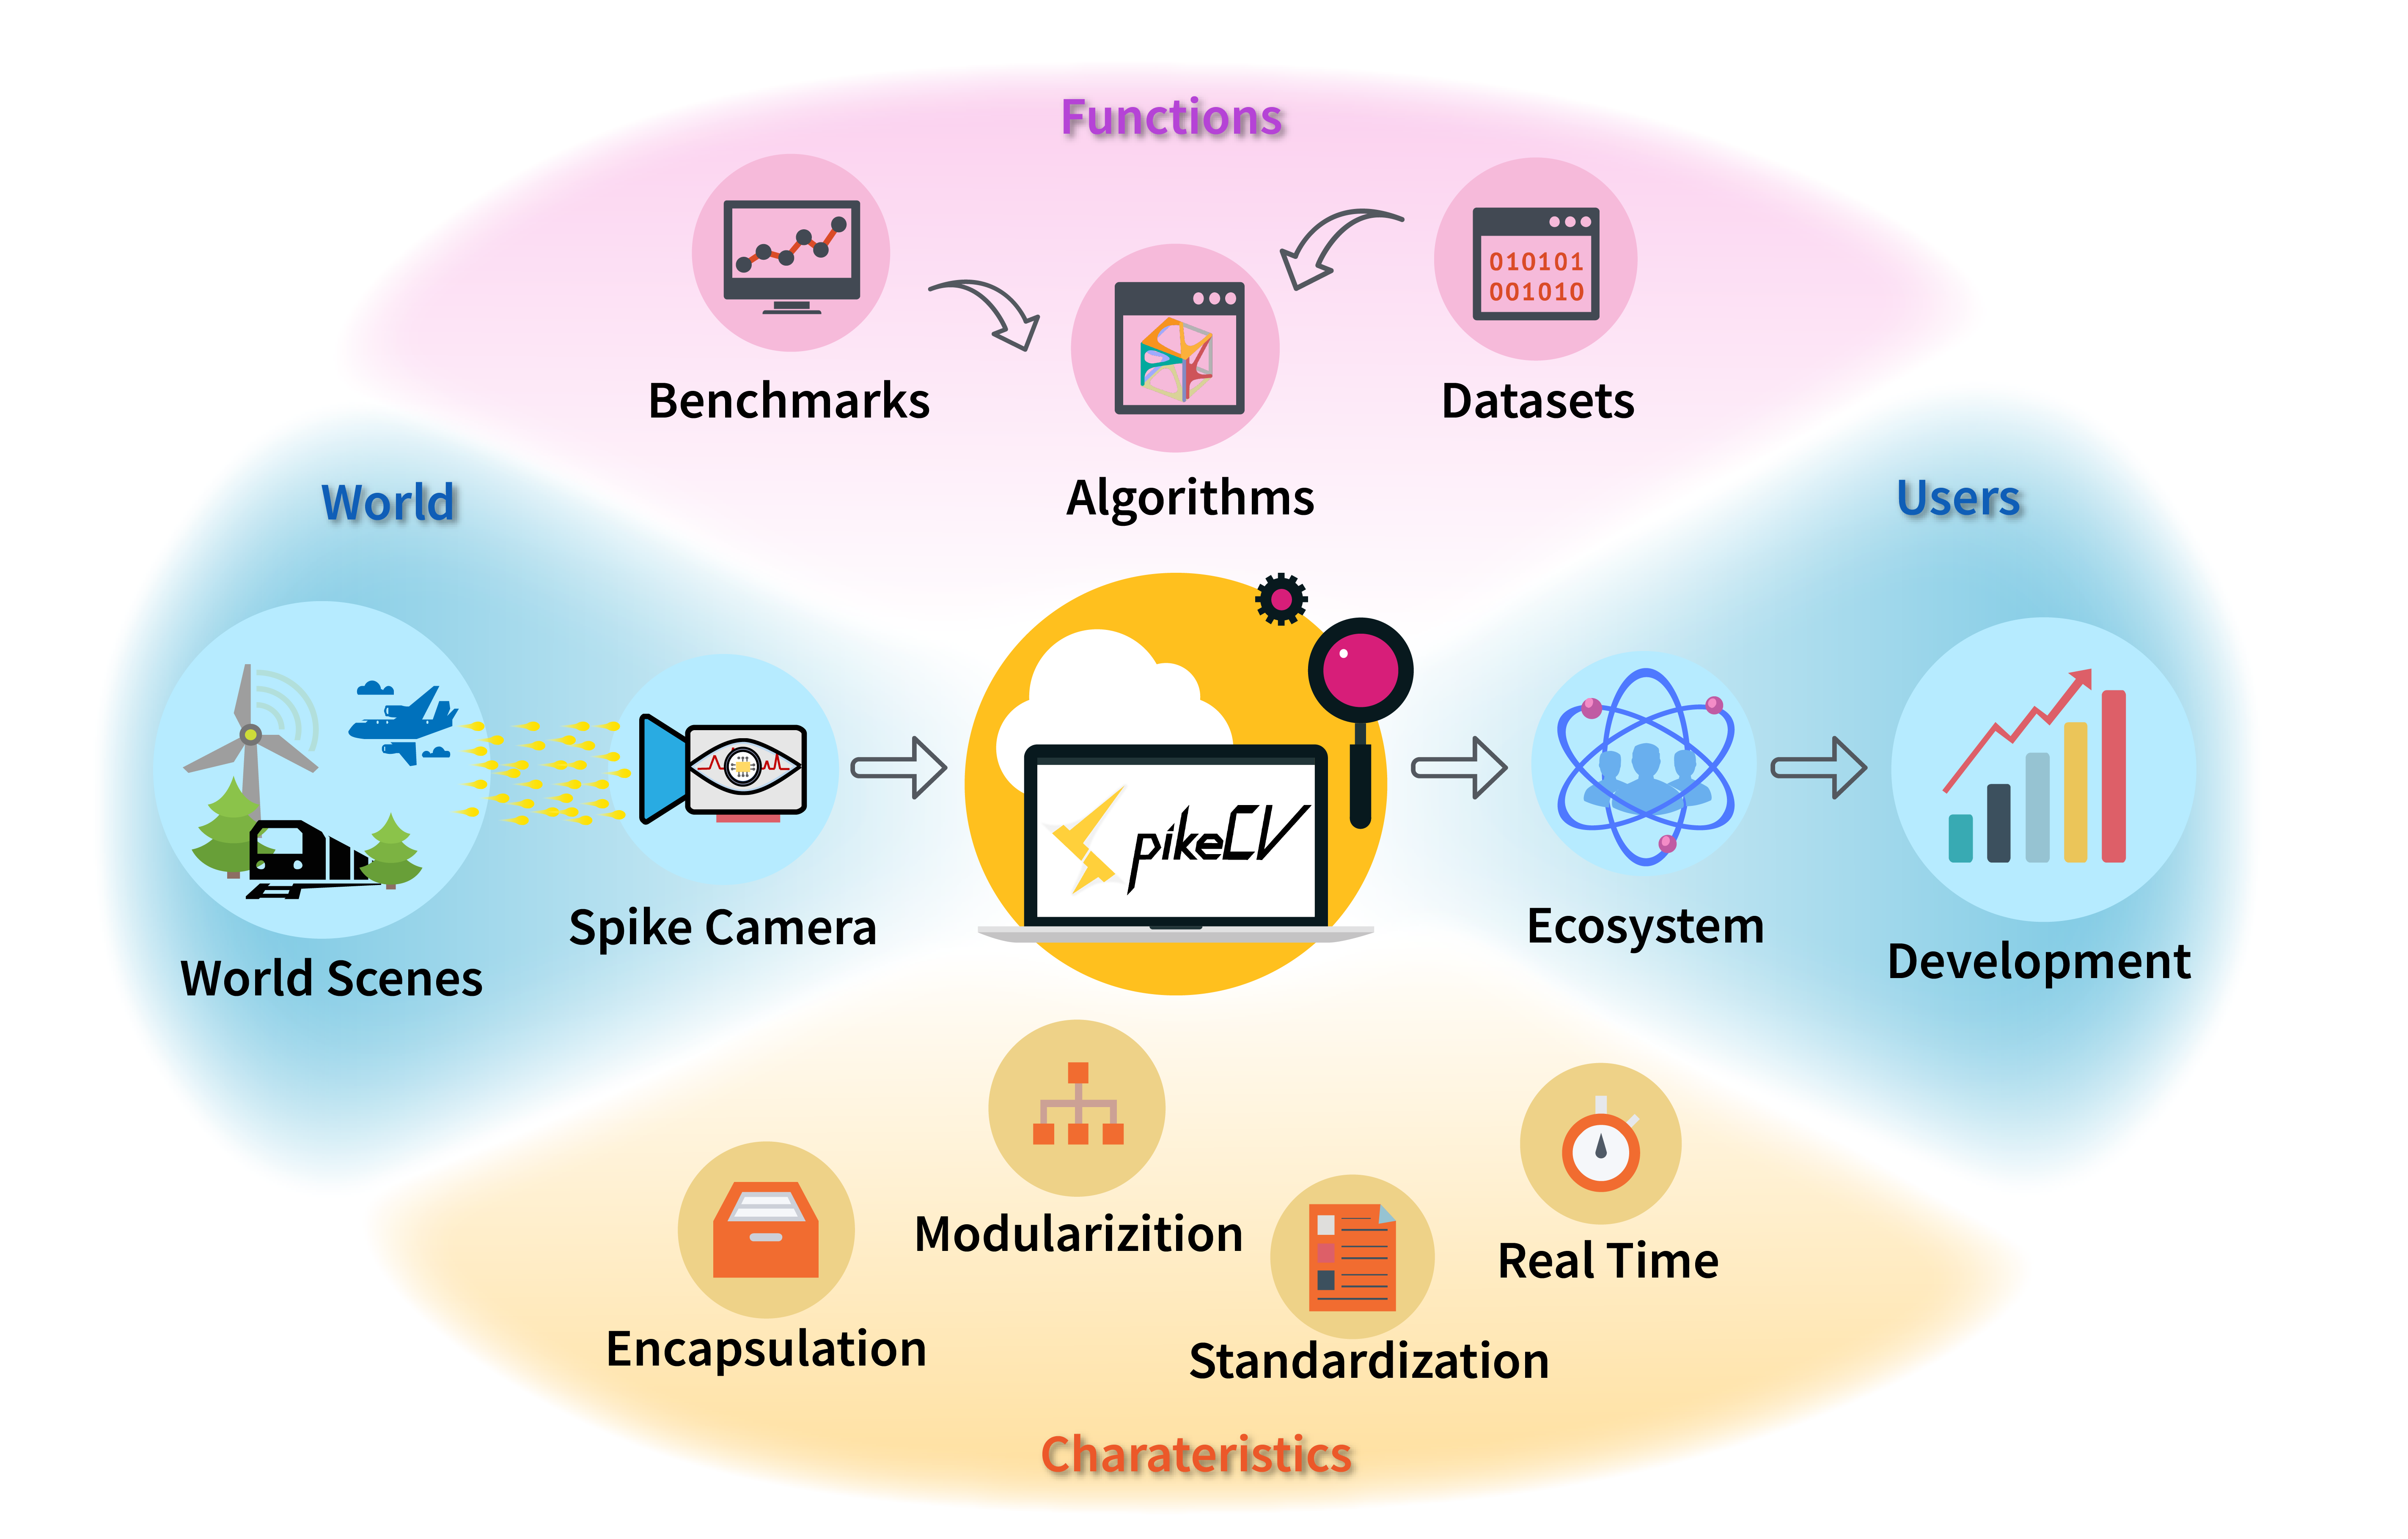 Functions
010101
001010
Benchmarks
Datasets
Algorithms
World
Users
pikeCV
Spike Camera
Ecosystem
World Scenes
Development
Modularizition
Real Time
Encapsulation
Standardization
Charateristics